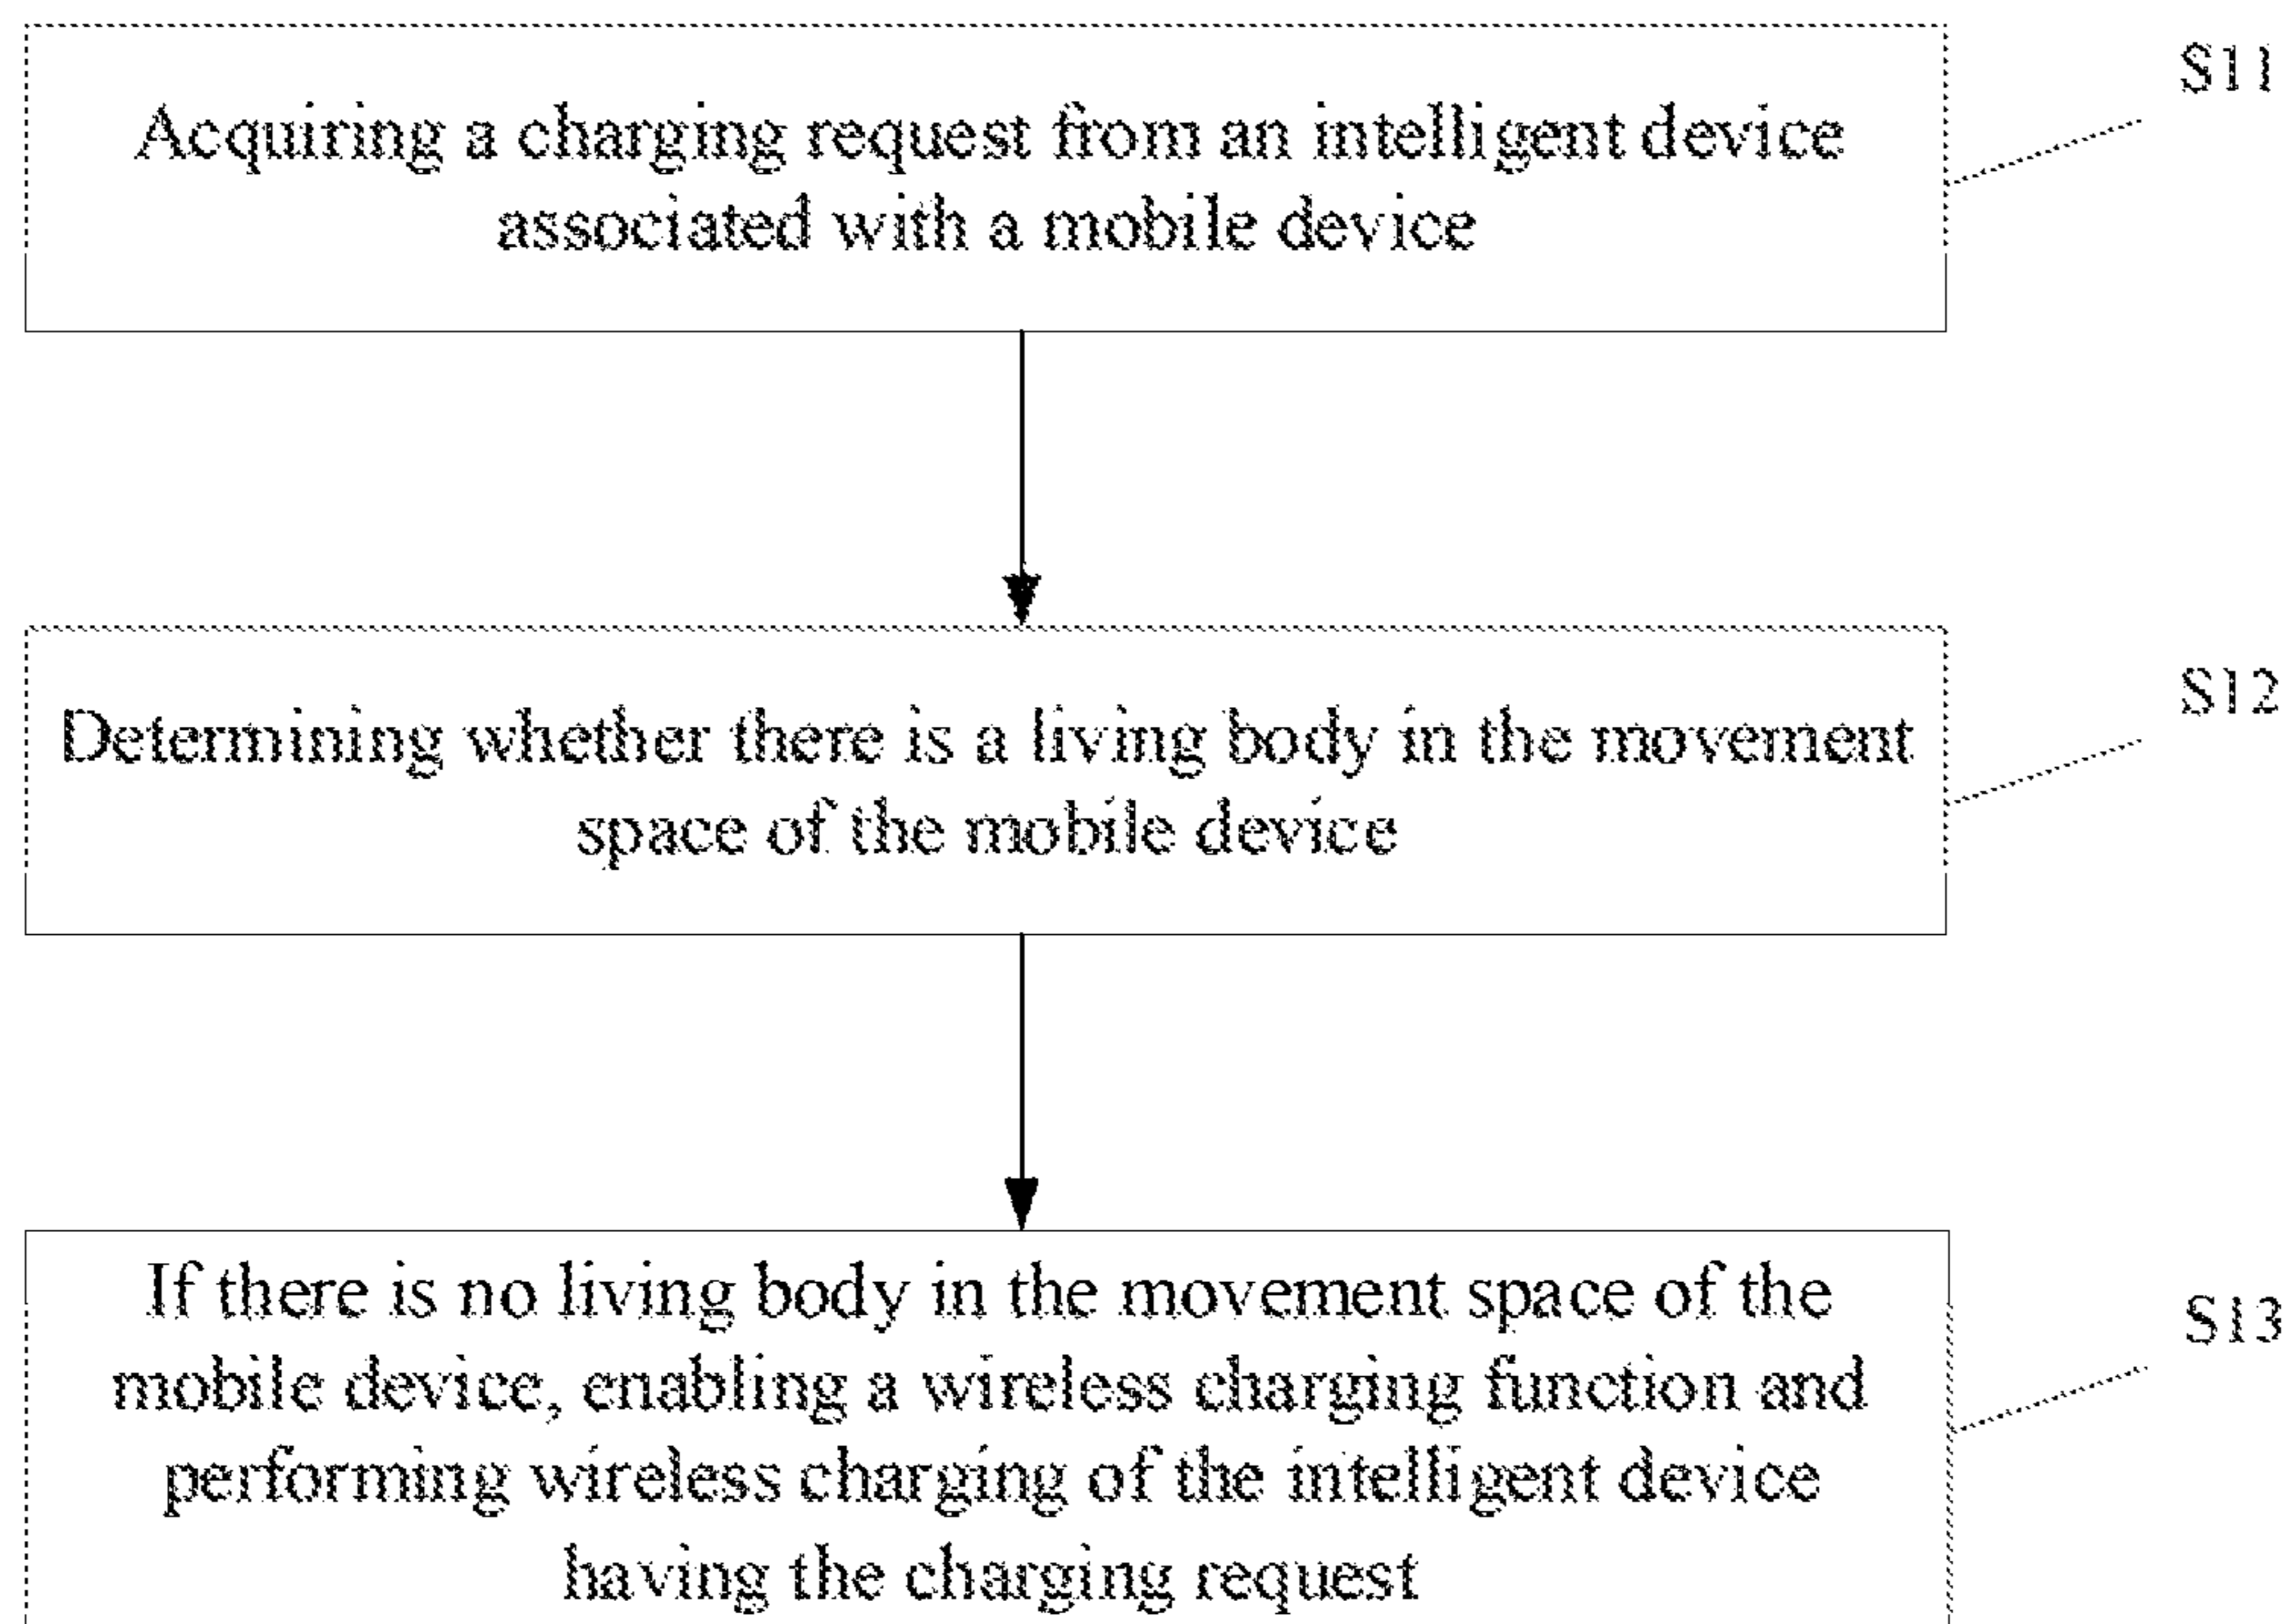 S11
Acquiring a charging request from an intelligent device
associated with a mobile device
S12
Determining whether there is a living body in the movement
space of the mobile device
If there is no living body in the movement space of the
S13
mobile device, enabling a wireless charging function and
performing wireless charging of the intelligent device
having the charging request